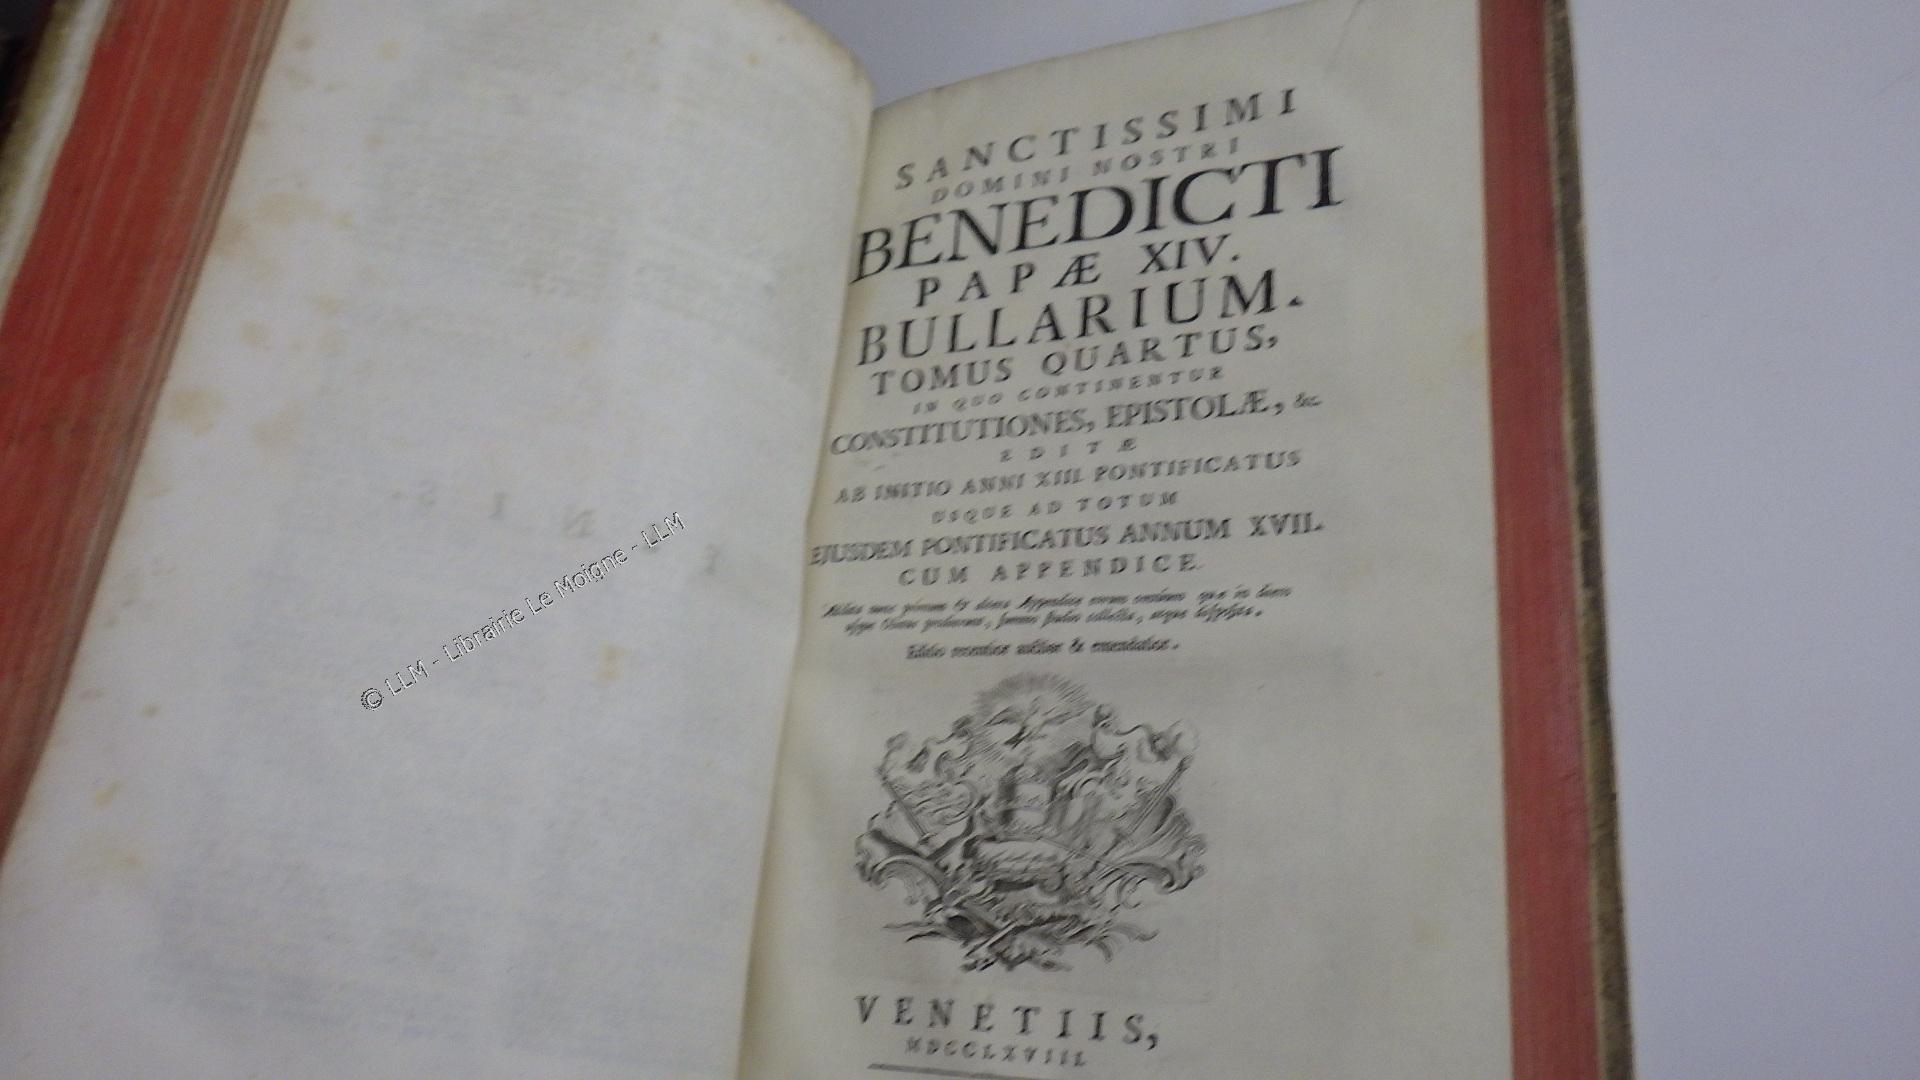 SANCTISSIMI
DOMINI NOSTRI
BENEDICTI
PAPÆ XIV.
BULLARIUM.
TOMUS QUARTUS,
IN QUO CONTINENTUR
CONSTITUTIONES, EPISTOLÆ, &c.
EDITÆ
AB INITIO ANNI XIII. PONTIFICATUS
USQUE AD TOTUM
EJUSDEM PONTIFICATUS ANNUM XVII.
CUM APPENDICE.
Editio &
VENETIIS,
MDCCLXVIII.
© LLM - Librairie Le Moigne - LLM